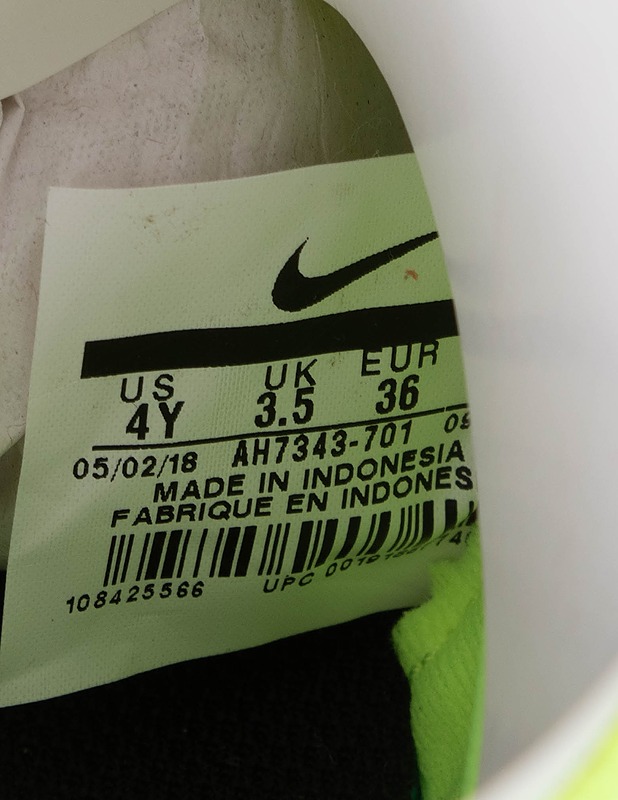 US UK EUR
4Y 3.5 36
05/02/18 AH7343-701
MADE IN INDONESIA
FABRIQUE EN INDONES
108425566 UPC